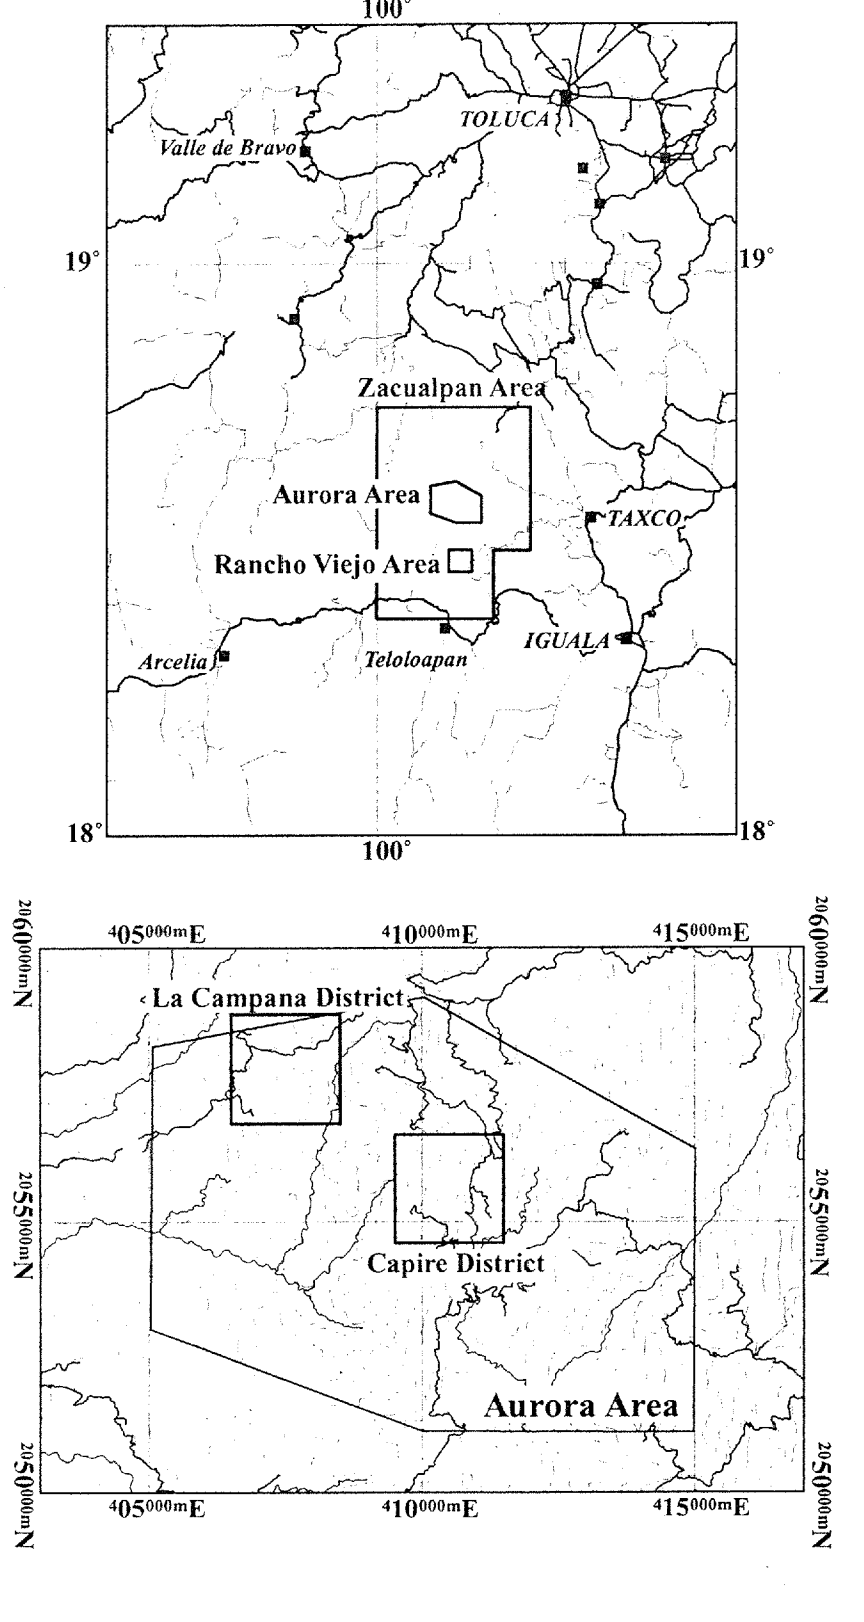 100°
TOLUCA
Valle de Bravo
19°
19°
Zacualpan Area
Aurora Area
TAXCO
Rancho Viejo Area
IGUALA
Arcelia
Teloloapan
18°
18°
100°
2060000mN
405000mE
410000mE
415000mE
2060000mN
La Campana District
2055000mN
2055000mN
Capire District
Aurora Area
2050000mN
2050000mN
405000mE
410000mE
415000mE